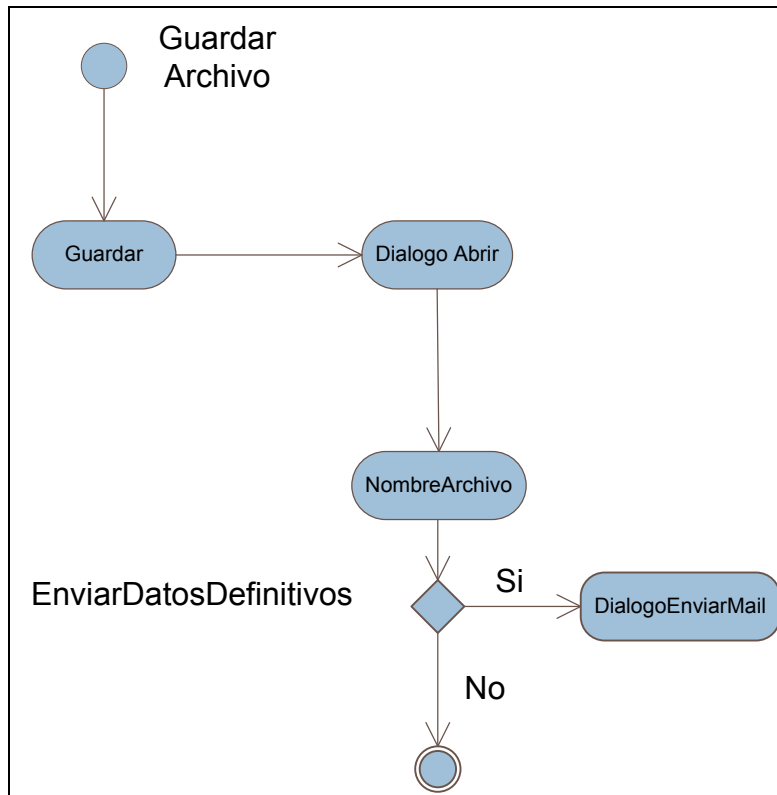 Guardar
Archivo
Guardar
Dialogo Abrir
NombreArchivo
EnviarDatosDefinitivos
Si
DialogoEnviarMail
No